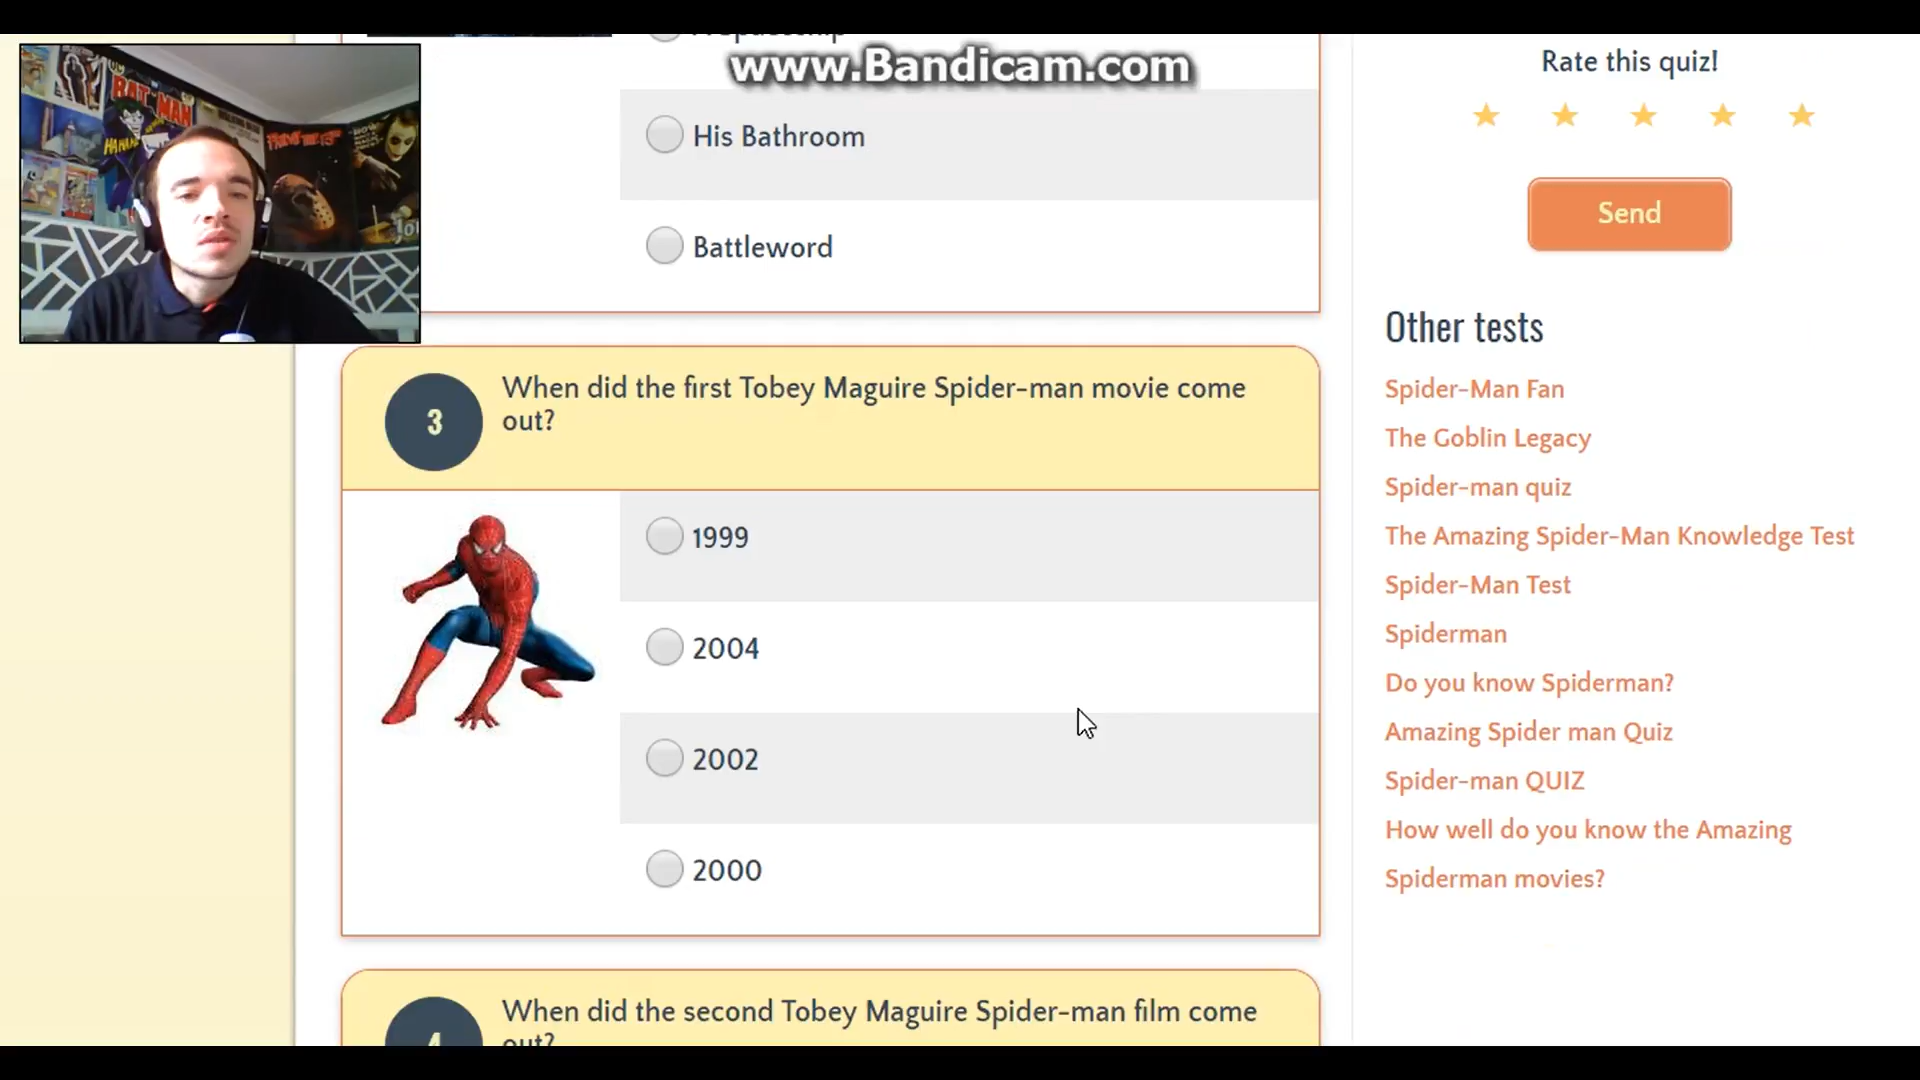 www.Bandicam.com
His Bathroom
Battleword
3
When did the first Tobey Maguire Spider-man movie come
out?
1999
2004
2002
2000
4
When did the second Tobey Maguire Spider-man film come
out?
Rate this quiz!
Send
Other tests
Spider-Man Fan
The Goblin Legacy
Spider-man quiz
The Amazing Spider-Man Knowledge Test
Spider-Man Test
Spiderman
Do you know Spiderman?
Amazing Spider man Quiz
Spider-man QUIZ
How well do you know the Amazing
Spiderman movies?
BATMAN